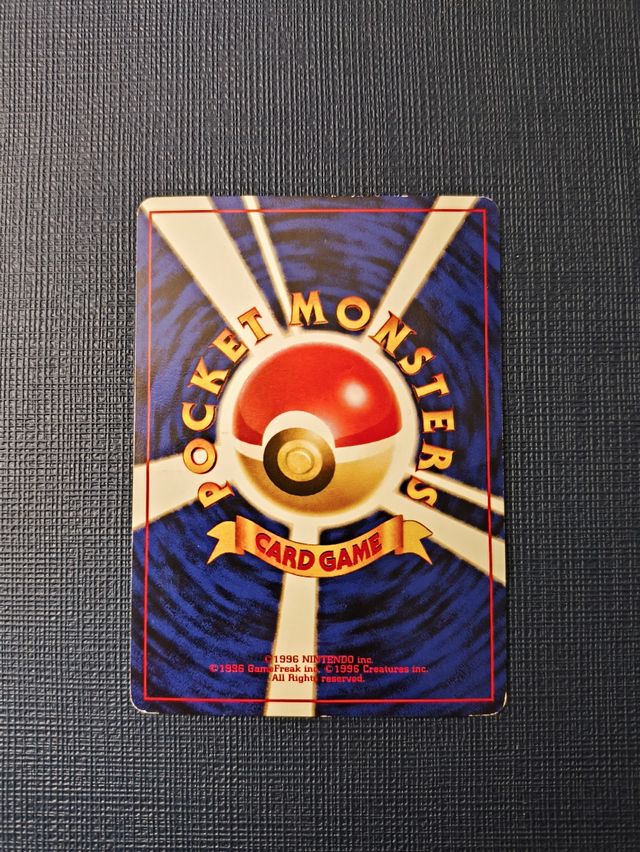 POCKET MONSTERS
CARD GAME
©1996 NINTENDO inc.
©1996 GameFreak inc. ©1996 Creatures inc.
All Rights reserved.